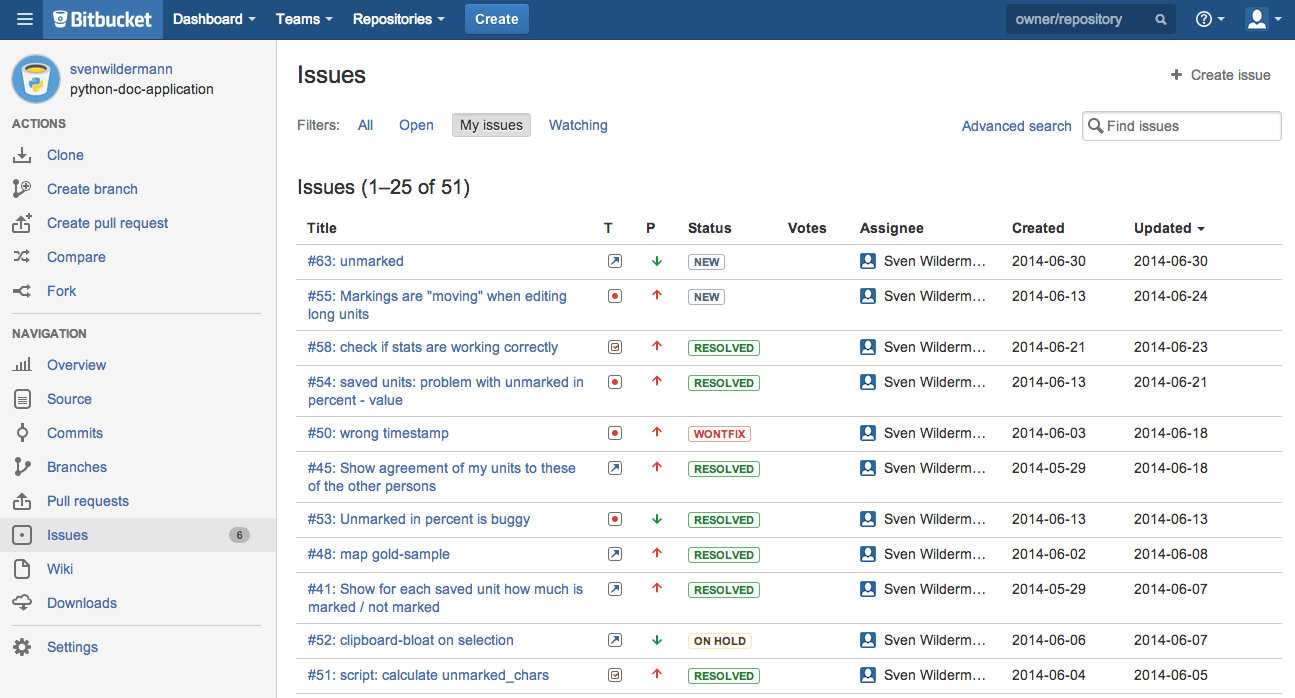 Bitbucket Dashboard Teams Repositories Create owner/repository
svenwildermann
python-doc-application
ACTIONS
Clone
Create branch
Create pull request
Compare
Fork
NAVIGATION
Overview
Source
Commits
Branches
Pull requests
Issues 6
Wiki
Downloads
Settings
Issues
Create issue
Filters: All Open My issues Watching Advanced search Find issues
Issues (1–25 of 51)
Title T P Status Votes Assignee Created Updated
#63: unmarked NEW Sven Wilderm… 2014-06-30 2014-06-30
#55: Markings are "moving" when editing
long units NEW Sven Wilderm… 2014-06-13 2014-06-24
#58: check if stats are working correctly RESOLVED Sven Wilderm… 2014-06-21 2014-06-23
#54: saved units: problem with unmarked in
percent - value RESOLVED Sven Wilderm… 2014-06-13 2014-06-21
#50: wrong timestamp WONTFIX Sven Wilderm… 2014-06-03 2014-06-18
#45: Show agreement of my units to these
of the other persons RESOLVED Sven Wilderm… 2014-05-29 2014-06-18
#53: Unmarked in percent is buggy RESOLVED Sven Wilderm… 2014-06-13 2014-06-13
#48: map gold-sample RESOLVED Sven Wilderm… 2014-06-02 2014-06-08
#41: Show for each saved unit how much is
marked / not marked RESOLVED Sven Wilderm… 2014-05-29 2014-06-07
#52: clipboard-bloat on selection ON HOLD Sven Wilderm… 2014-06-06 2014-06-07
#51: script: calculate unmarked_chars RESOLVED Sven Wilderm… 2014-06-04 2014-06-05